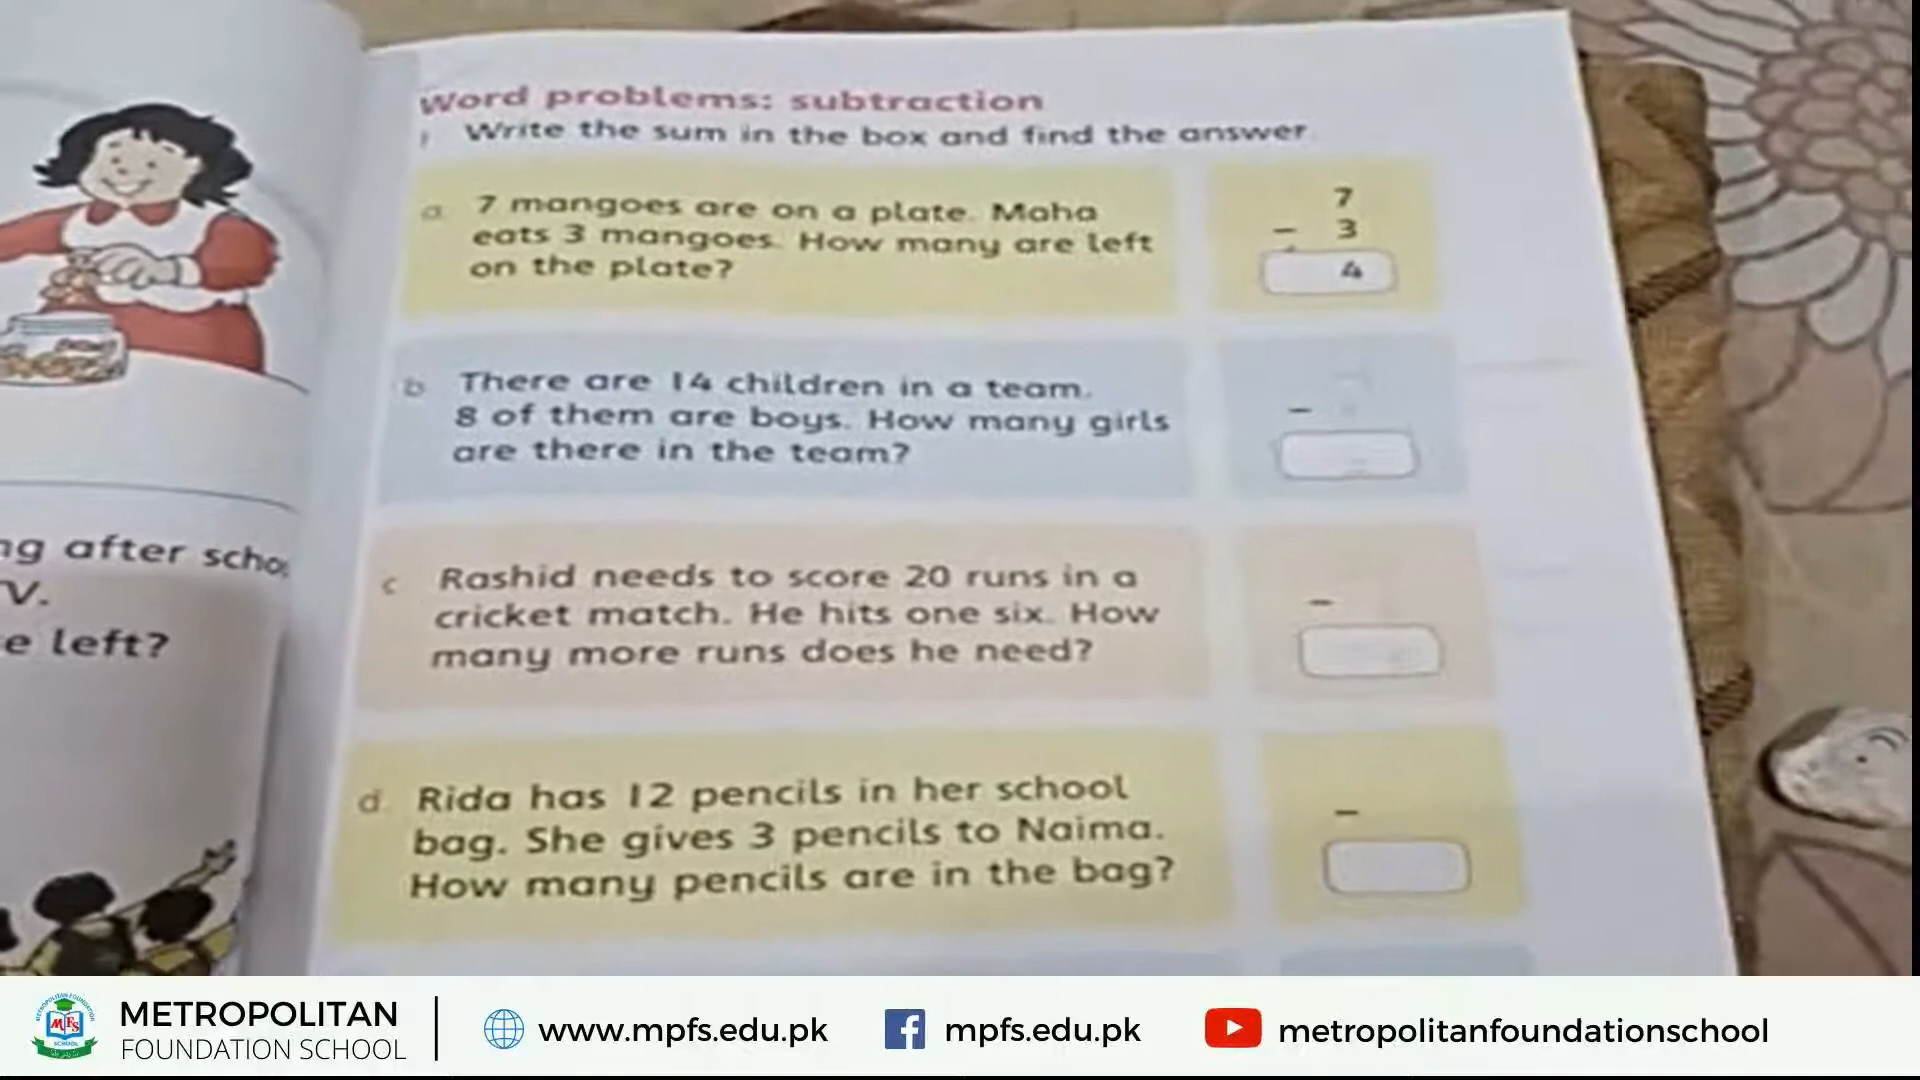 Word problems: subtraction
Write the sum in the box and find the answer
a 7 mangoes are on a plate. Maha
eats 3 mangoes. How many are left
on the plate?
7
- 3
4
b There are 14 children in a team.
8 of them are boys. How many girls
are there in the team?
-
c Rashid needs to score 20 runs in a
cricket match. He hits one six. How
many more runs does he need?
-
d Rida has 12 pencils in her school
bag. She gives 3 pencils to Naima.
How many pencils are in the bag?
-
after
V.
e left?
MFS
SCHOOL
METROPOLITAN
FOUNDATION SCHOOL
www.mpfs.edu.pk
mpfs.edu.pk
metropolitanfoundationschool